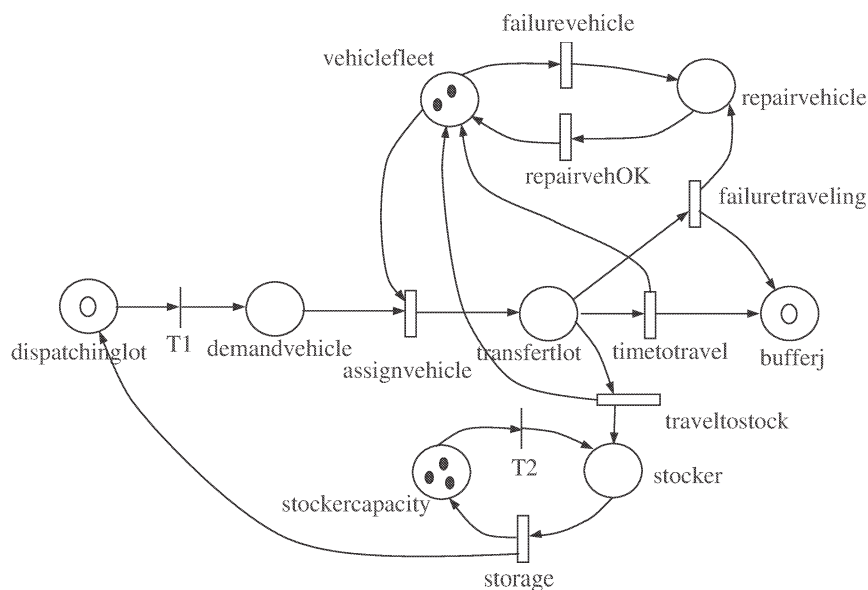 failurevehicle
vehiclefleet
repairvehicle
repairvehOK
failuretraveling
dispatchinglot
T1
demandvehicle
assignvehicle
transfertlot
timetotravel
bufferj
traveltostock
T2
stocker
stockercapacity
storage